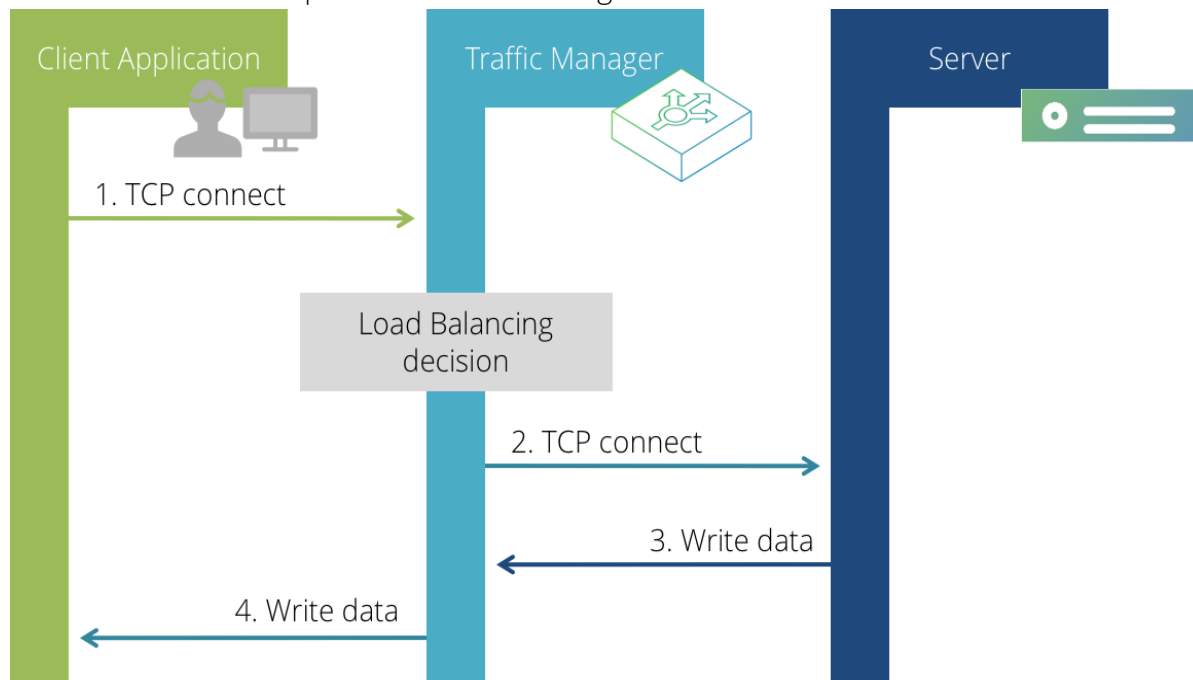 Client Application
Traffic Manager
Server
1. TCP connect
Load Balancing
decision
2. TCP connect
3. Write data
4. Write data